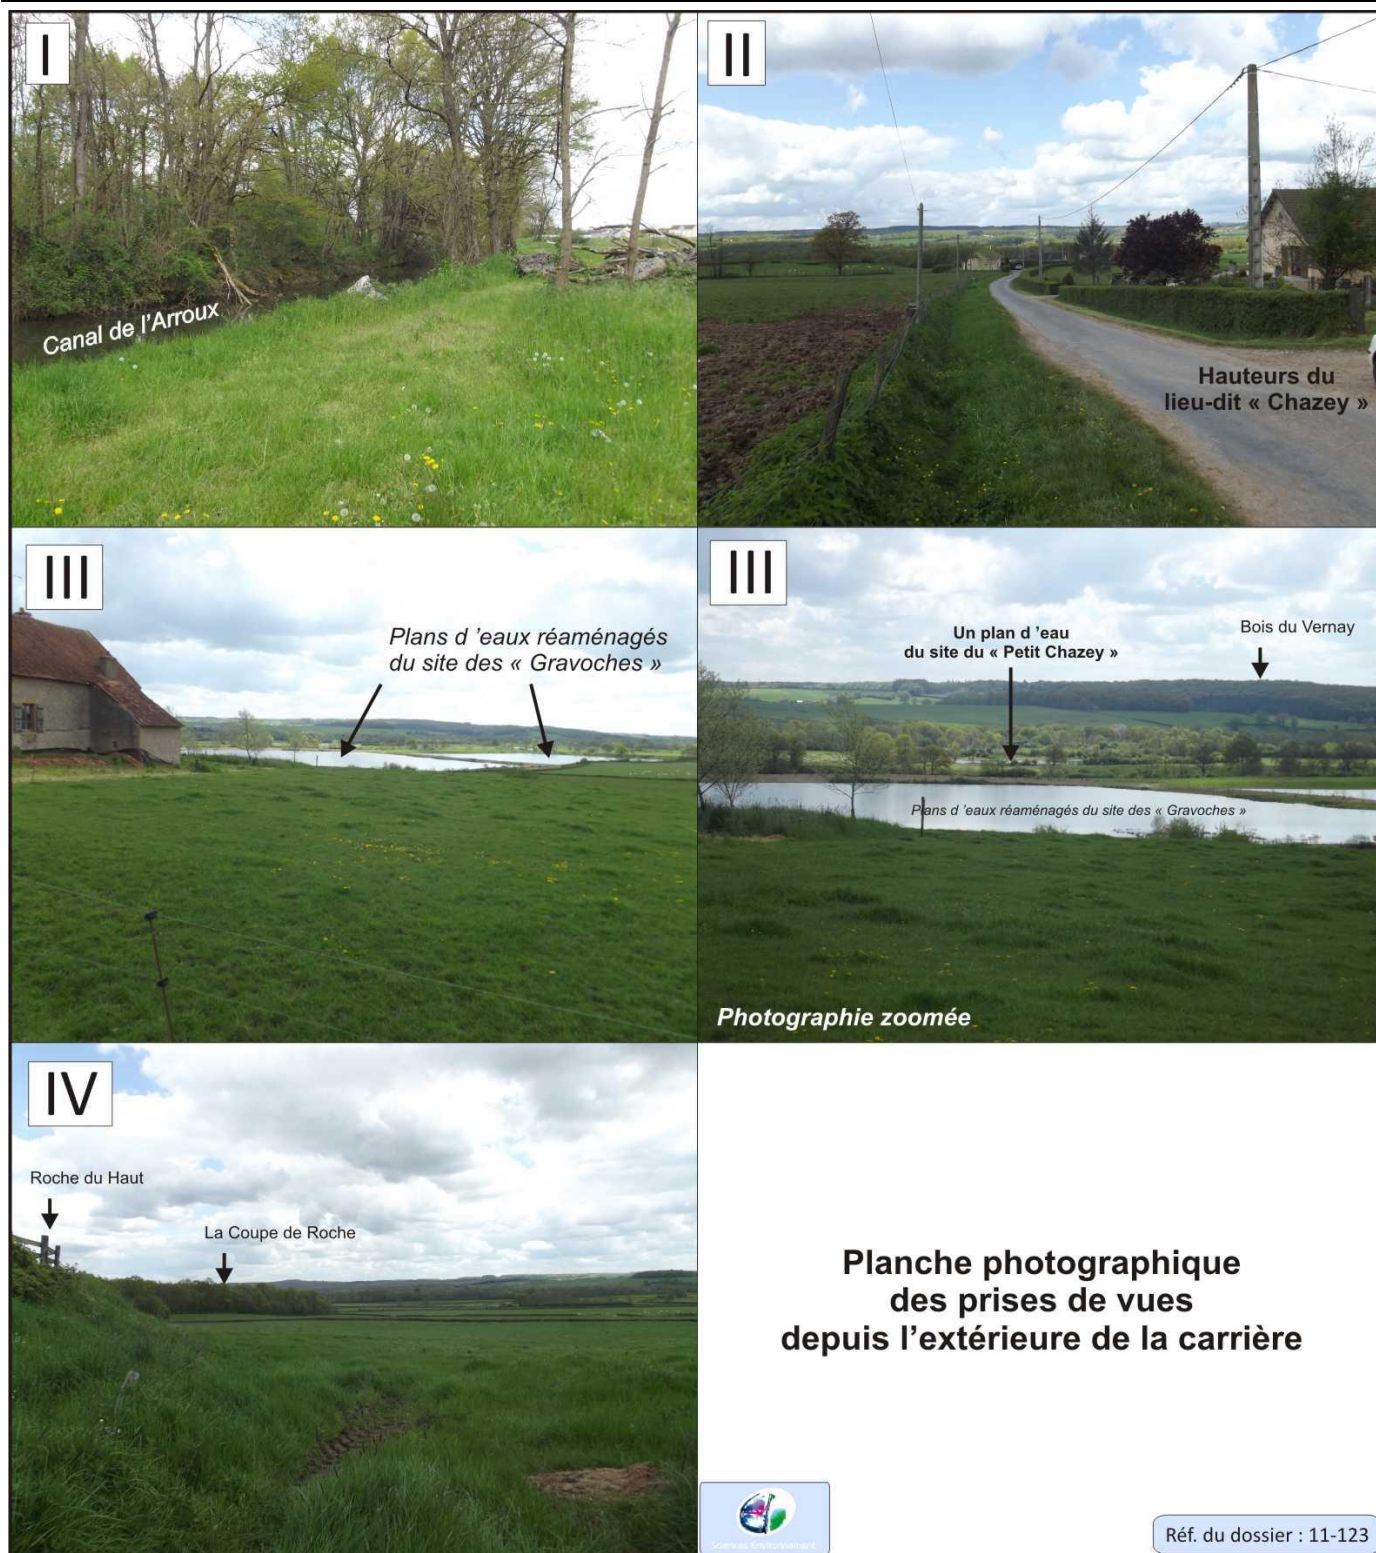 I
Canal de l'Arroux
II
Hauteurs du
lieu-dit « Chazey »
III
Plans d 'eaux réaménagés
du site des « Gravoches »
III
Un plan d 'eau
du site du « Petit Chazey »
Bois du Vernay
Plans d 'eaux réaménagés du site des « Gravoches »
Photographie zoomée
IV
Roche du Haut
La Coupe de Roche
Planche photographique
des prises de vues
depuis l'extérieure de la carrière
Sciences Environnement
Réf. du dossier : 11-123